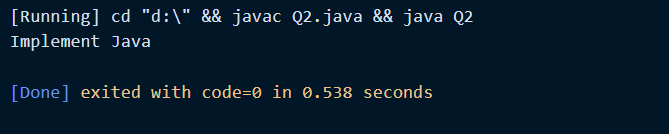 [Running] cd "d:\" && javac Q2.java && java Q2
Implement Java
[Done] exited with code=0 in 0.538 seconds